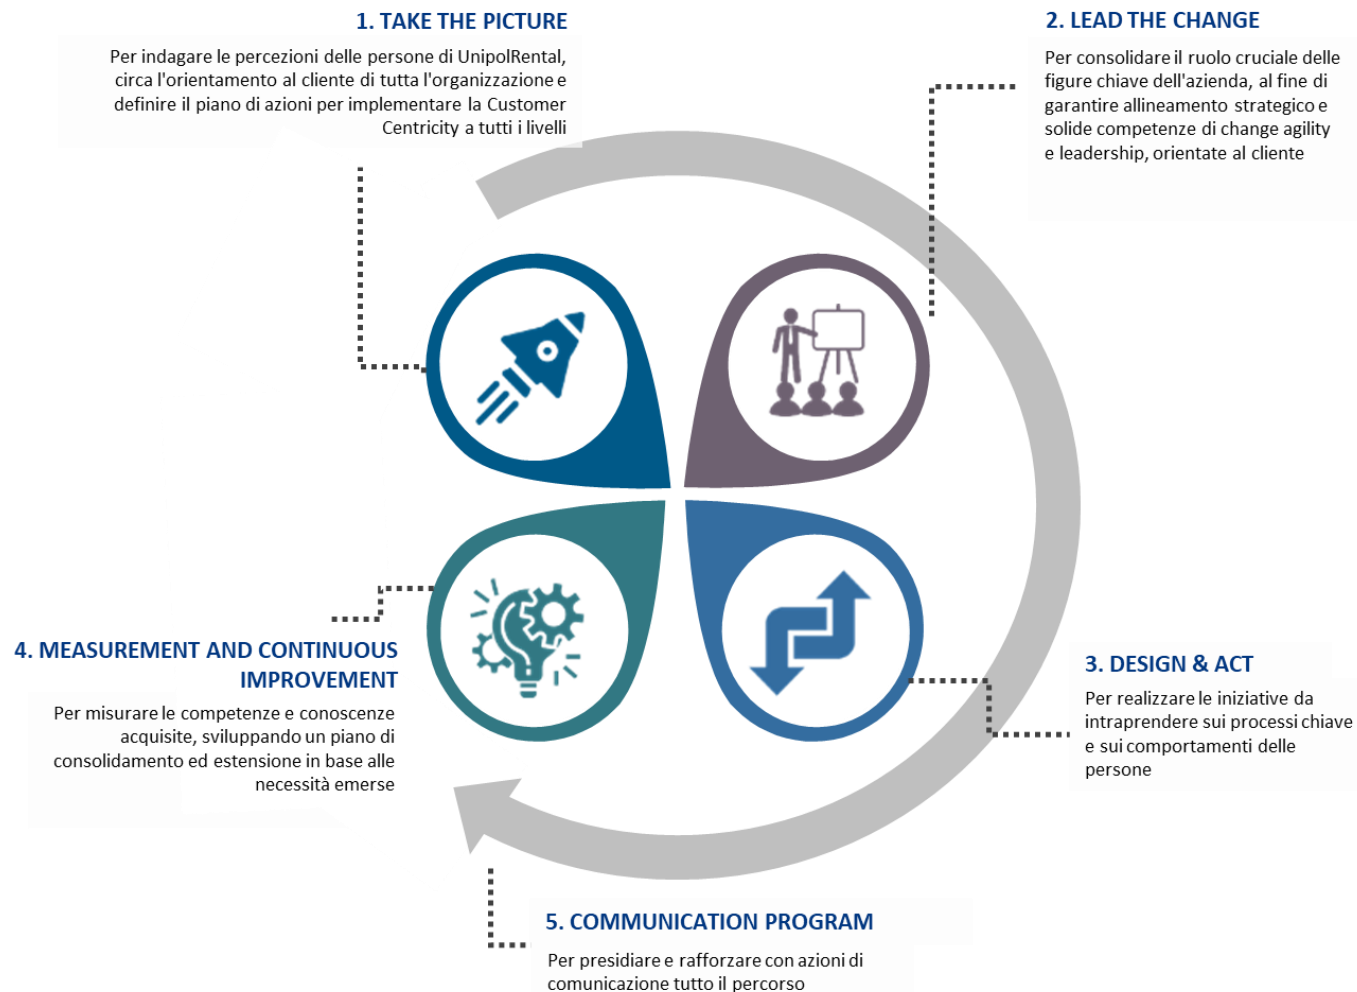 1. TAKE THE PICTURE
Per indagare le percezioni delle persone di UnipolRental,
circa l'orientamento al cliente di tutta l'organizzazione e
definire il piano di azioni per implementare la Customer
Centricity a tutti i livelli
2. LEAD THE CHANGE
Per consolidare il ruolo cruciale delle
figure chiave dell'azienda, al fine di
garantire allineamento strategico e
solide competenze di change agility
e leadership, orientate al cliente
3. DESIGN & ACT
Per realizzare le iniziative da
intraprendere sui processi chiave
e sui comportamenti delle
persone
4. MEASUREMENT AND CONTINUOUS
IMPROVEMENT
Per misurare le competenze e conoscenze
acquisite, sviluppando un piano di
consolidamento ed estensione in base alle
necessità emerse
5. COMMUNICATION PROGRAM
Per presidiare e rafforzare con azioni di
comunicazione tutto il percorso